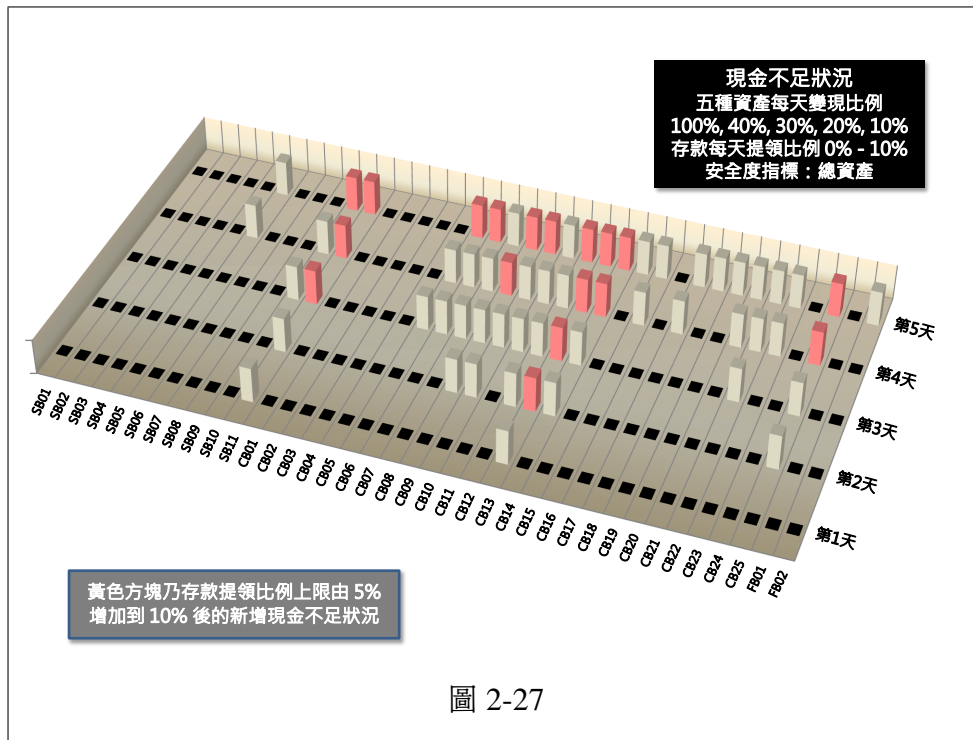 現金不足狀況
五種資產每天變現比例
100%, 40%, 30%, 20%, 10%
存款每天提領比例 0% - 10%
安全度指標：總資產
第5天
第4天
第3天
第2天
第1天
SB01
SB02
SB03
SB04
SB05
SB06
SB07
SB08
SB09
SB10
SB11
CB01
CB02
CB03
CB04
CB05
CB06
CB07
CB08
CB09
CB10
CB11
CB12
CB13
CB14
CB15
CB16
CB17
CB18
CB19
CB20
CB21
CB22
CB23
CB24
CB25
FB01
FB02
黃色方塊乃存款提領比例上限由 5%
增加到 10% 後的新增現金不足狀況
圖 2-27